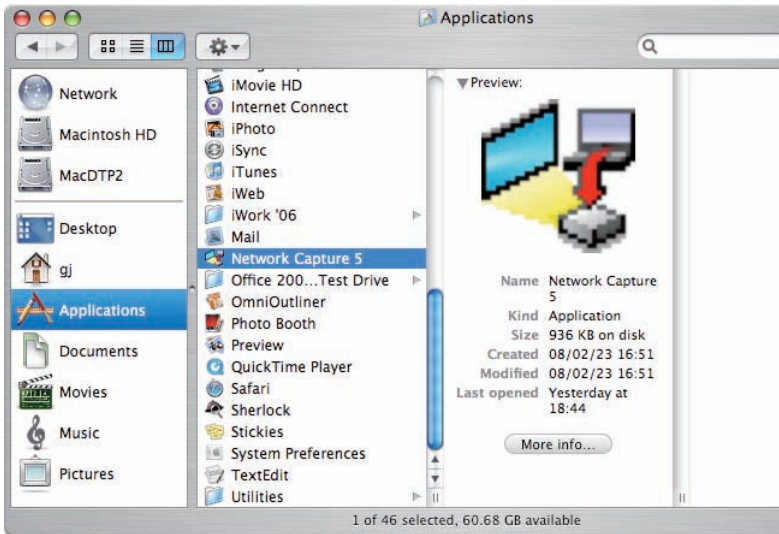 Applications
Network
Macintosh HD
MacDTP2
Desktop
gj
Applications
Documents
Movies
Music
Pictures
iMovie HD
Internet Connect
iPhoto
iSync
iTunes
iWeb
iWork '06
Mail
Network Capture 5
Office 200...Test Drive
OmniOutliner
Photo Booth
Preview
QuickTime Player
Safari
Sherlock
Stickies
System Preferences
TextEdit
Utilities
Preview:
Name Network Capture
5
Kind Application
Size 936 KB on disk
Created 08/02/23 16:51
Modified 08/02/23 16:51
Last opened Yesterday at
18:44
More info...
1 of 46 selected, 60.68 GB available